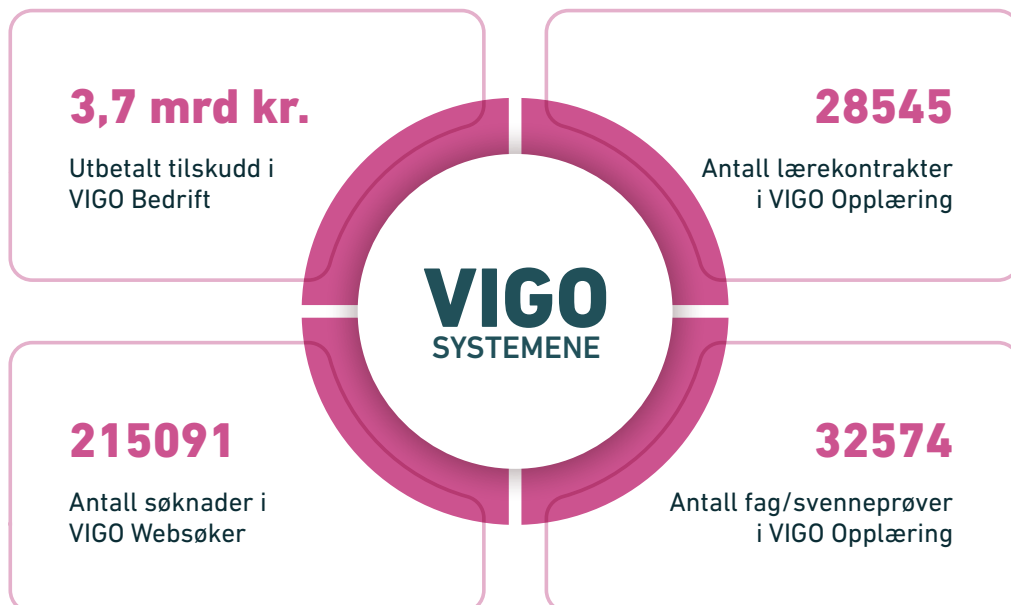 3,7 mrd kr.
Utbetalt tilskudd i
VIGO Bedrift
28545
Antall lærekontrakter
i VIGO Opplæring
VIGO
SYSTEMENE
215091
Antall søknader i
VIGO Websøker
32574
Antall fag/svenneprøver
i VIGO Opplæring